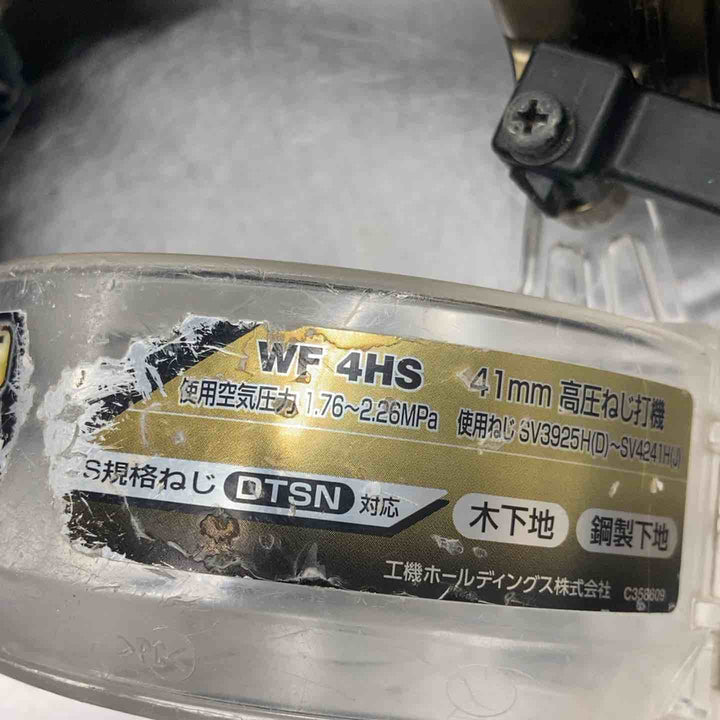 WF 4HS 41mm 高圧ねじ打機
使用空気圧力 1.76～2.26MPa 使用ねじ SV3925H(D)～SV4241H(J)
S規格ねじ DTSN 対応 木下地 鋼製下地
工機ホールディングス株式会社 C358609
>PC<